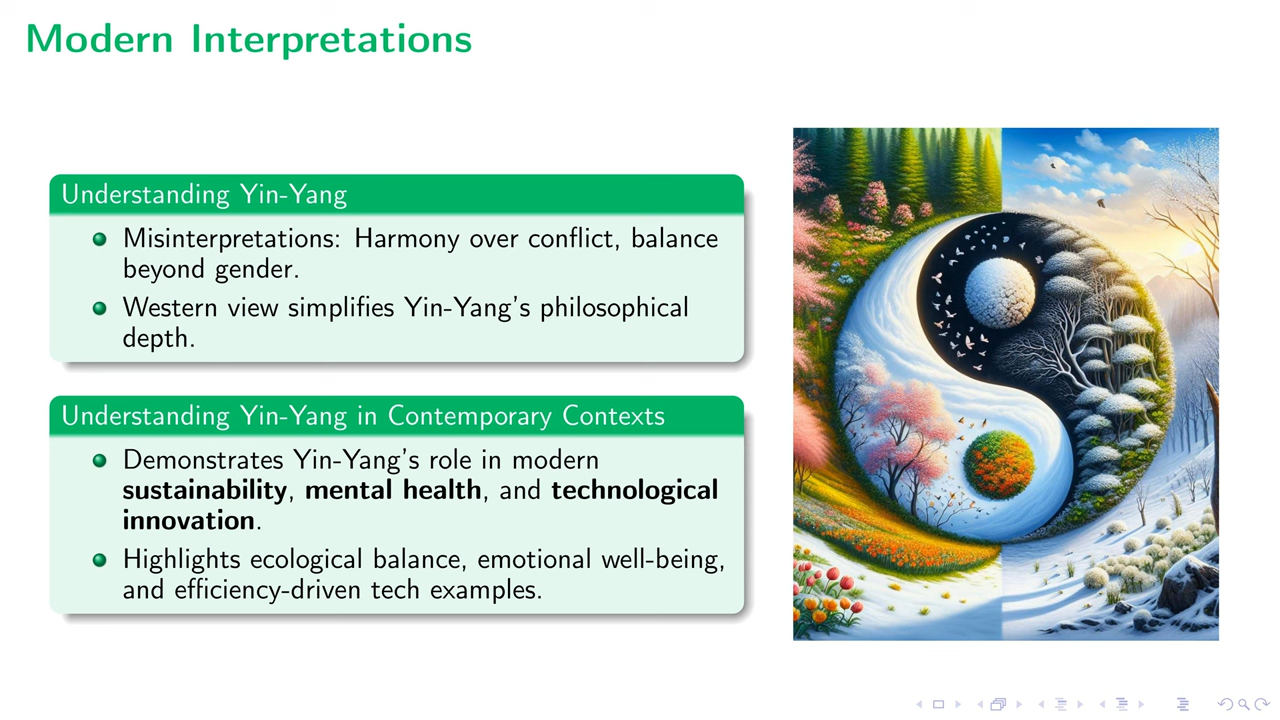 Modern Interpretations
Understanding Yin-Yang
Misinterpretations: Harmony over conflict, balance
beyond gender.
Western view simplifies Yin-Yang's philosophical
depth.
Understanding Yin-Yang in Contemporary Contexts
Demonstrates Yin-Yang's role in modern
sustainability, mental health, and technological
innovation.
Highlights ecological balance, emotional well-being,
and efficiency-driven tech examples.